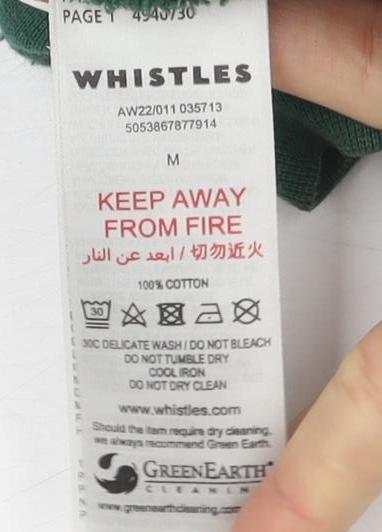 PAGE 1 4940730
WHISTLES
AW22/011 035713
5053867877914
M
KEEP AWAY
FROM FIRE
ابعد عن النار / 切勿近火
100% COTTON
30
30C DELICATE WASH / DO NOT BLEACH
DO NOT TUMBLE DRY
COOL IRON
DO NOT DRY CLEAN
www.whistles.com
Should the item require dry cleaning,
we always recommend Green Earth.
GREENEARTH®
CLEANING
www.greenearthcleaning.com